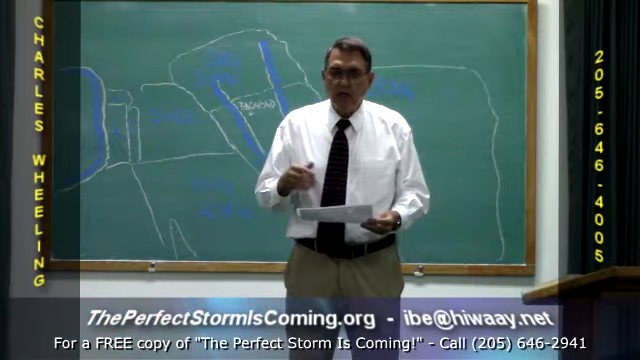 CHARLES WHEELING
205-646-4005
BAGHDAD
ThePerfectStormIsComing.org - ibe@hiwaay.net
For a FREE copy of "The Perfect Storm Is Coming!" - Call (205) 646-2941